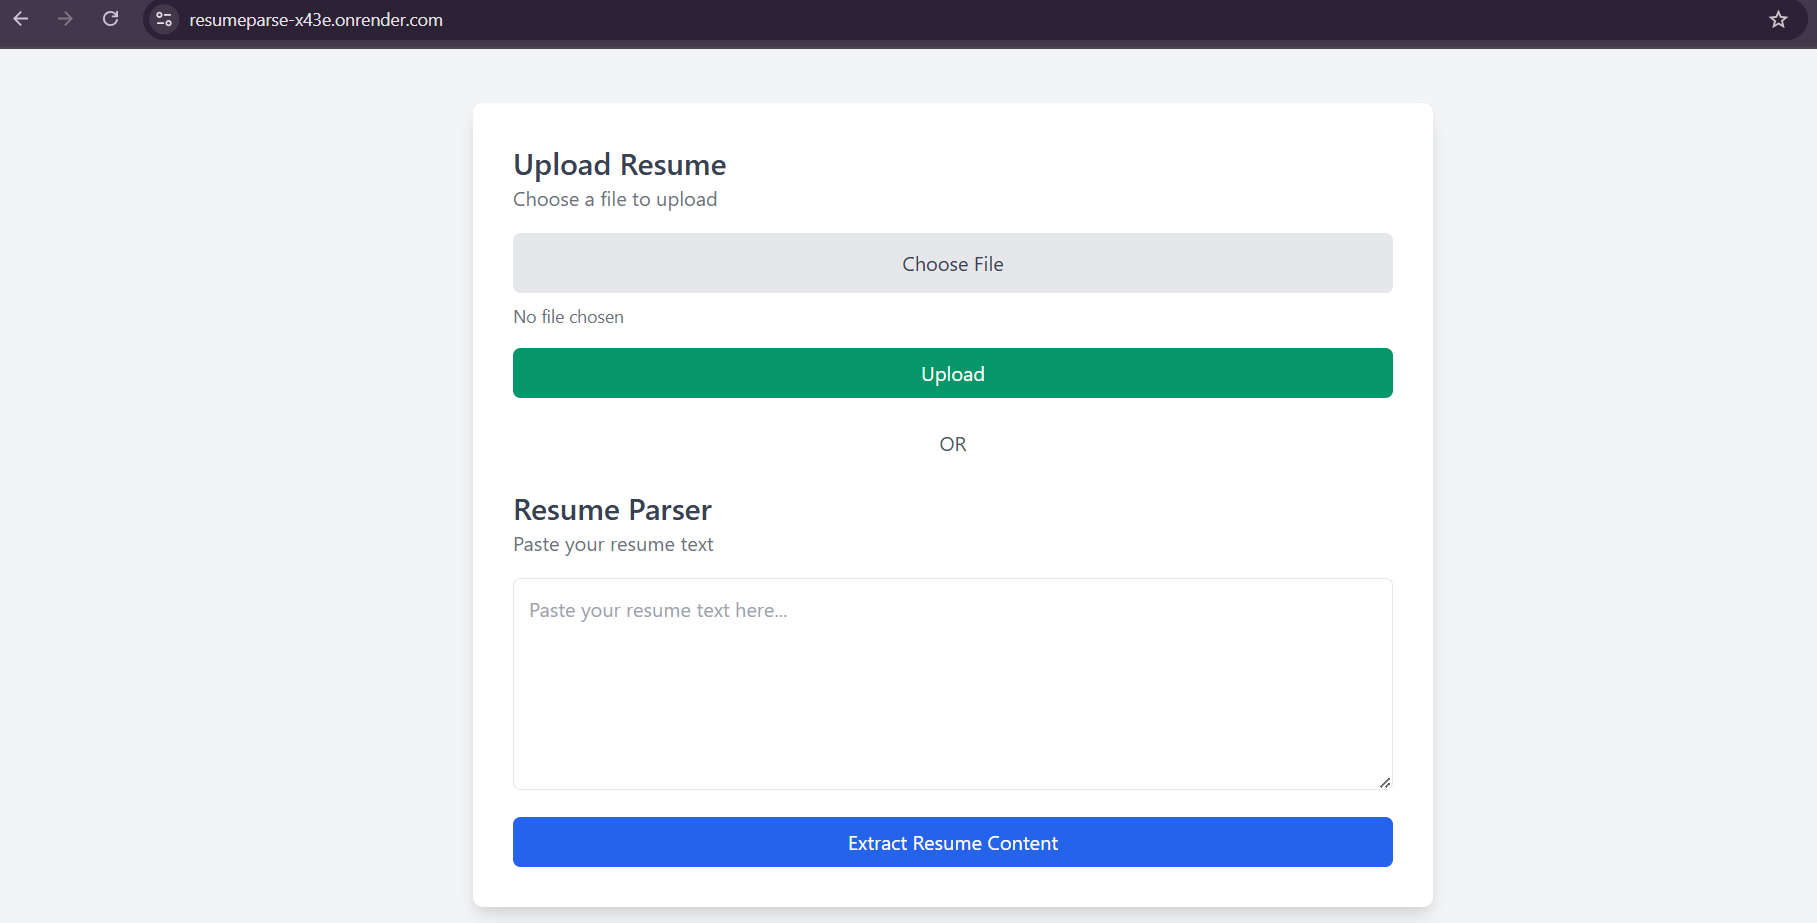 resumeparse-x43e.onrender.com
Upload Resume
Choose a file to upload
Choose File
No file chosen
Upload
OR
Resume Parser
Paste your resume text
Paste your resume text here...
Extract Resume Content